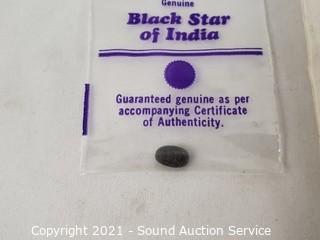 Genuine
Black Star
of India
Guaranteed genuine as per
accompanying Certificate
of Authenticity.
Copyright 2021 - Sound Auction Service